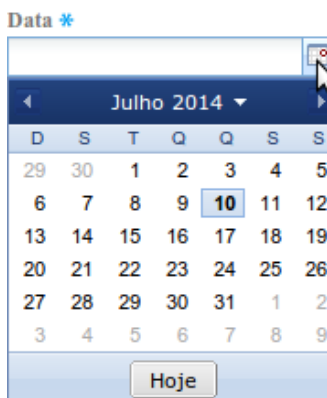 Data *
Julho 2014
D S T Q Q S S
29 30 1 2 3 4 5
6 7 8 9 10 11 12
13 14 15 16 17 18 19
20 21 22 23 24 25 26
27 28 29 30 31 1 2
3 4 5 6 7 8 9
Hoje